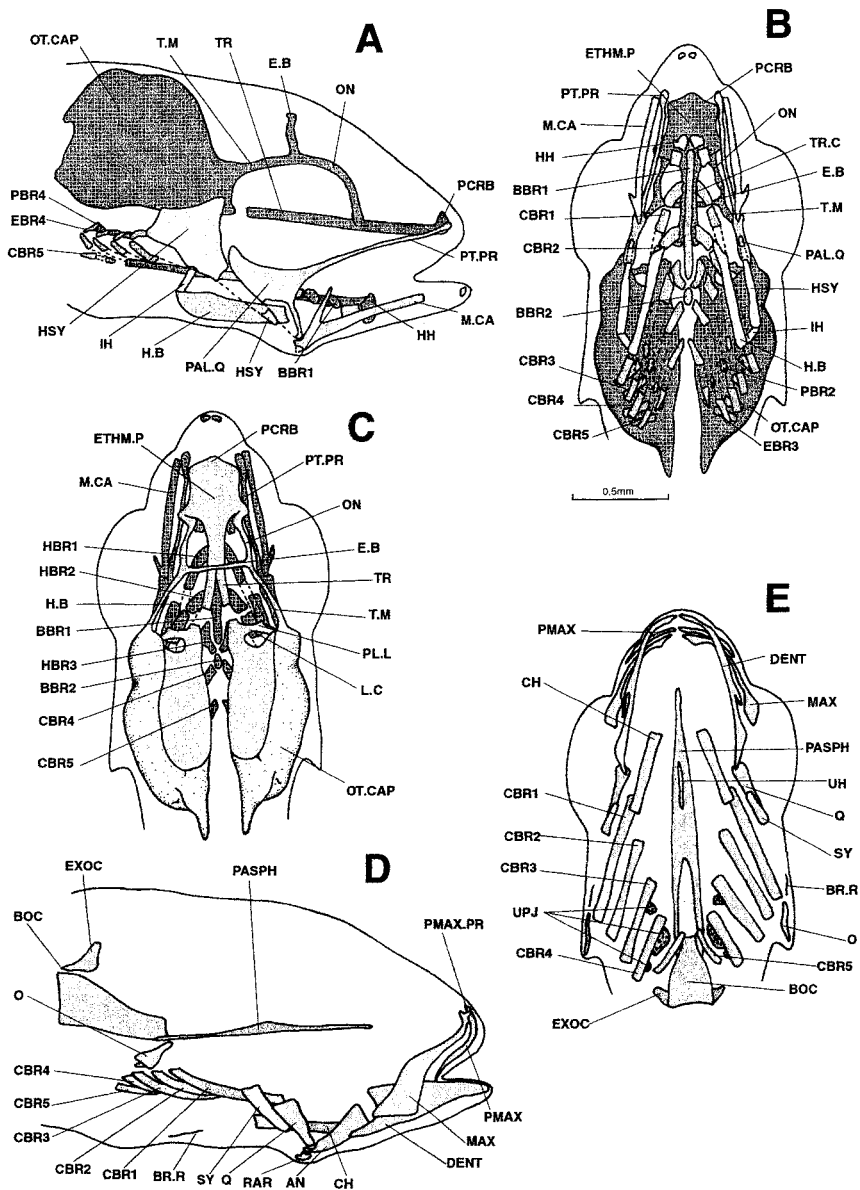 A
OT.CAP
T.M
TR
E.B
ON
PCRB
PT.PR
M.CA
HH
BBR1
HSY
PAL.Q
H.B
IH
HSY
CBR5
EBR4
PBR4
B
ETHM.P
PCRB
PT.PR
M.CA
HH
BBR1
CBR1
CBR2
BBR2
CBR3
CBR4
CBR5
ON
TR.C
E.B
T.M
PAL.Q
HSY
IH
H.B
PBR2
OT.CAP
EBR3
0,5mm
C
ETHM.P
PCRB
M.CA
PT.PR
ON
HBR1
E.B
HBR2
TR
H.B
T.M
BBR1
PL.L
HBR3
L.C
BBR2
CBR4
CBR5
OT.CAP
D
EXOC
PASPH
BOC
PMAX.PR
O
CBR4
CBR5
CBR3
CBR2
CBR1
BR.R
SY
Q
RAR
AN
CH
DENT
MAX
PMAX
E
PMAX
DENT
CH
MAX
PASPH
CBR1
UH
Q
CBR2
SY
CBR3
BR.R
UPJ
O
CBR4
CBR5
BOC
EXOC